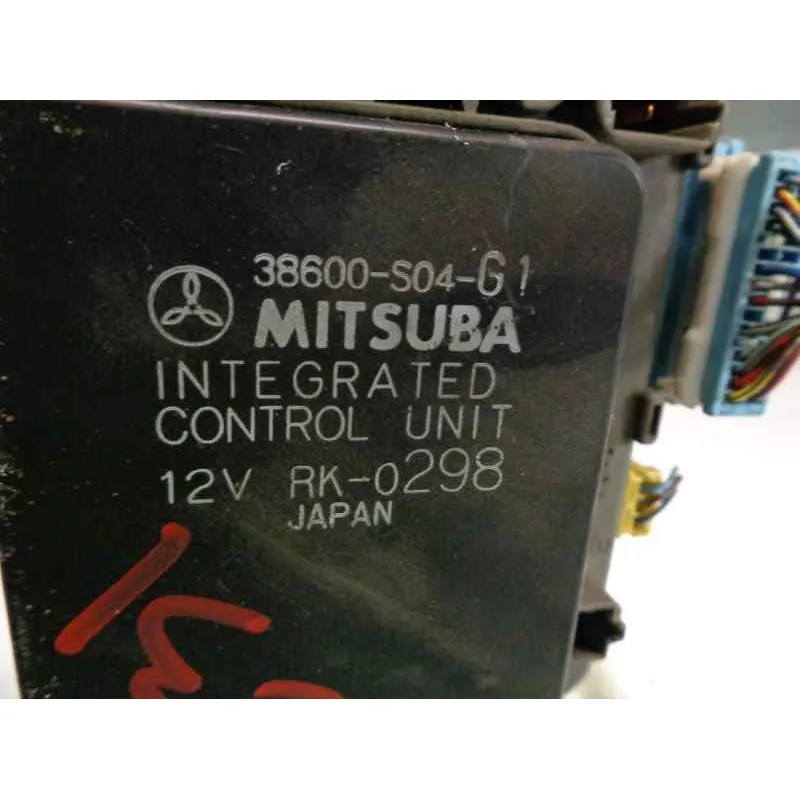 38600-S04-G1
MITSUBA
INTEGRATED
CONTROL UNIT
12V RK-0298
JAPAN